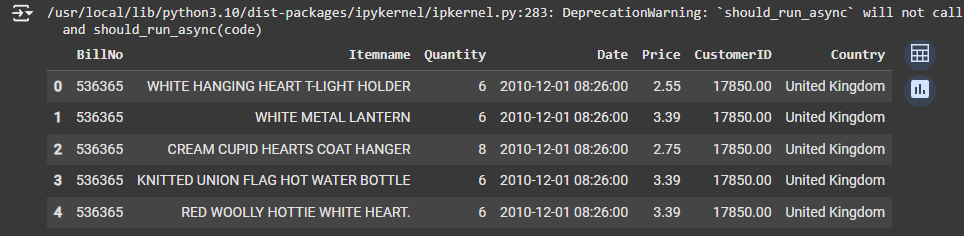 /usr/local/lib/python3.10/dist-packages/ipykernel/ipkernel.py:283: DeprecationWarning: `should_run_async` will not call
and should_run_async(code)
BillNo Itemname Quantity Date Price CustomerID Country
0 536365 WHITE HANGING HEART T-LIGHT HOLDER 6 2010-12-01 08:26:00 2.55 17850.00 United Kingdom
1 536365 WHITE METAL LANTERN 6 2010-12-01 08:26:00 3.39 17850.00 United Kingdom
2 536365 CREAM CUPID HEARTS COAT HANGER 8 2010-12-01 08:26:00 2.75 17850.00 United Kingdom
3 536365 KNITTED UNION FLAG HOT WATER BOTTLE 6 2010-12-01 08:26:00 3.39 17850.00 United Kingdom
4 536365 RED WOOLLY HOTTIE WHITE HEART. 6 2010-12-01 08:26:00 3.39 17850.00 United Kingdom